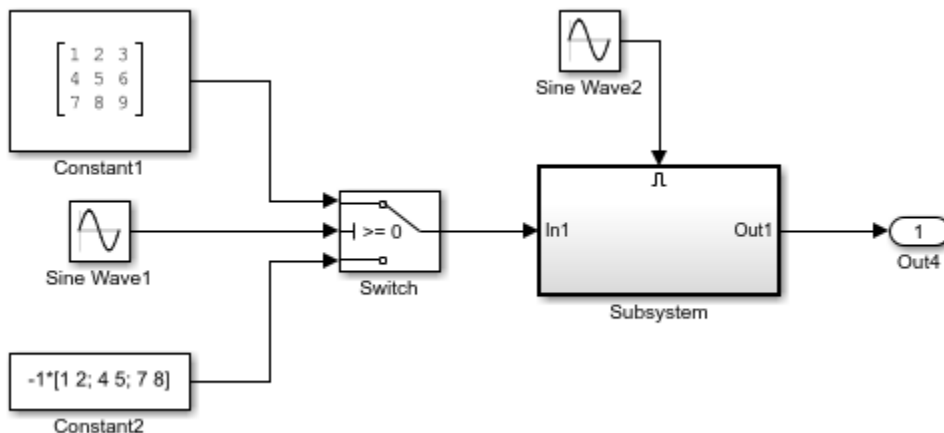 1 2 3
4 5 6
7 8 9
Constant1
Sine Wave2
Sine Wave1
>= 0
Switch
In1
Out1
Subsystem
1
Out4
-1*[1 2; 4 5; 7 8]
Constant2